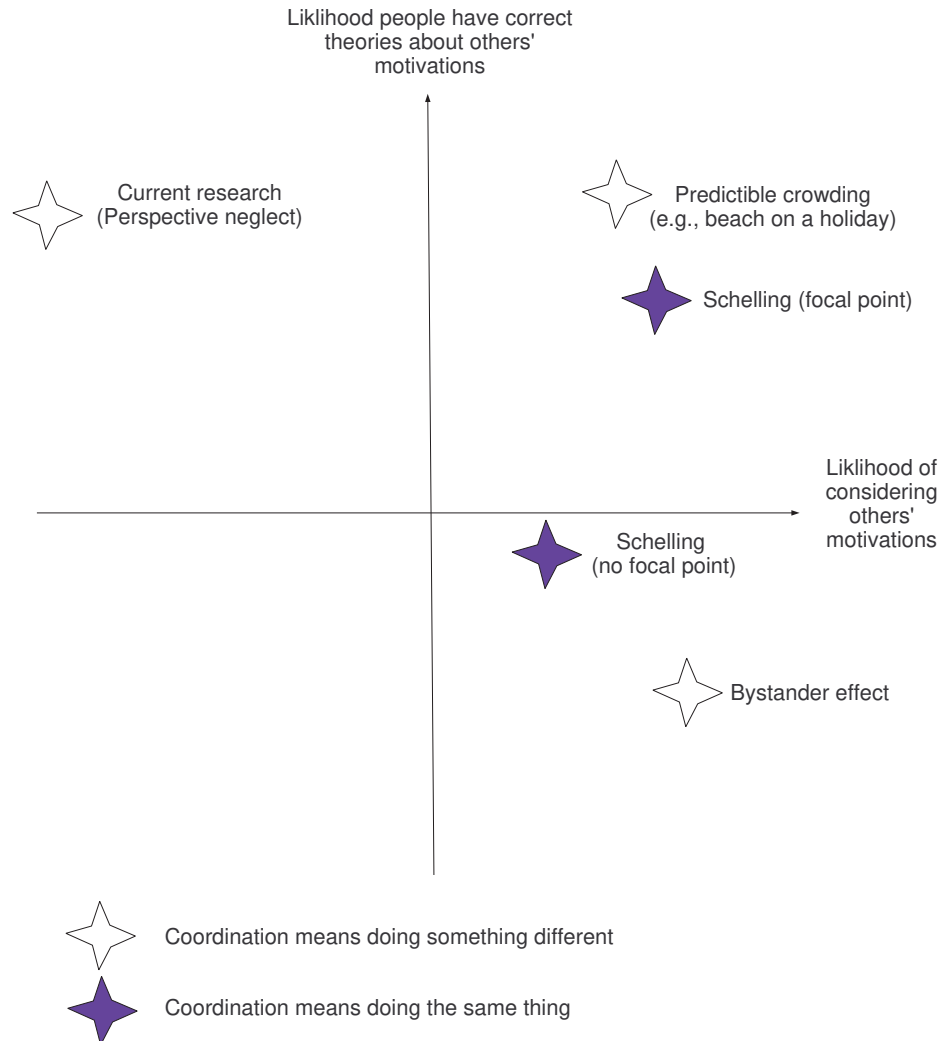 Liklihood people have correct
theories about others'
motivations
Current research
(Perspective neglect)
Predictible crowding
(e.g., beach on a holiday)
Schelling (focal point)
Liklihood of
considering
others'
motivations
Schelling
(no focal point)
Bystander effect
Coordination means doing something different
Coordination means doing the same thing